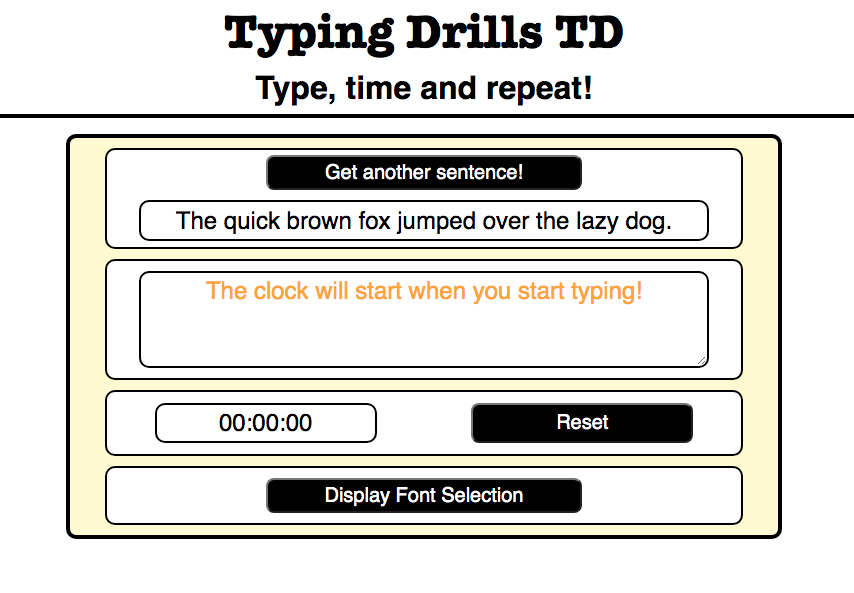 Typing Drills TD
Type, time and repeat!
Get another sentence!
The quick brown fox jumped over the lazy dog.
The clock will start when you start typing!
00:00:00
Reset
Display Font Selection